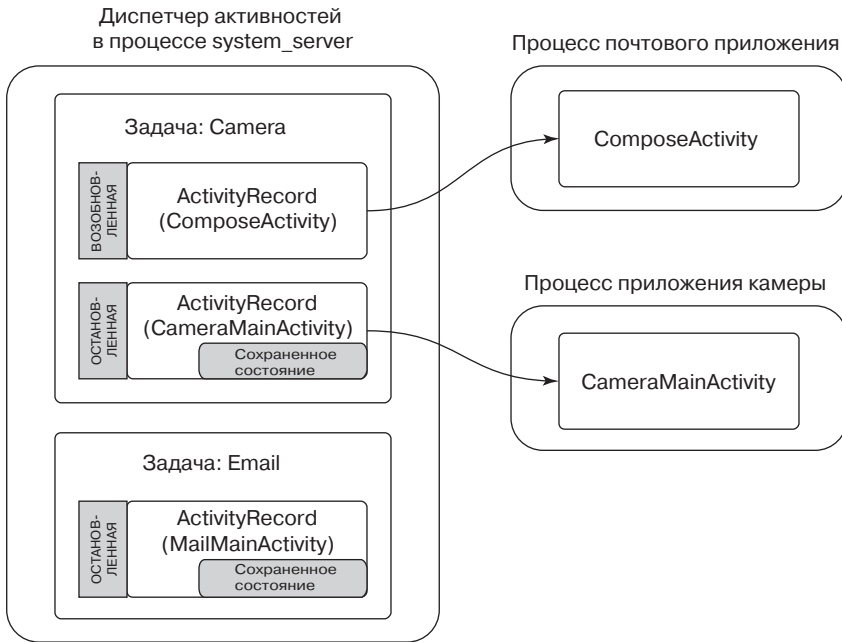 Диспетчер активностей
в процессе system_server
Задача: Camera
ВОЗОБНОВ-
ЛЕННАЯ
ActivityRecord
(ComposeActivity)
ОСТАНОВ-
ЛЕННАЯ
ActivityRecord
(CameraMainActivity)
Сохраненное
состояние
Задача: Email
ОСТАНОВ-
ЛЕННАЯ
ActivityRecord
(MailMainActivity)
Сохраненное
состояние
Процесс почтового приложения
ComposeActivity
Процесс приложения камеры
CameraMainActivity